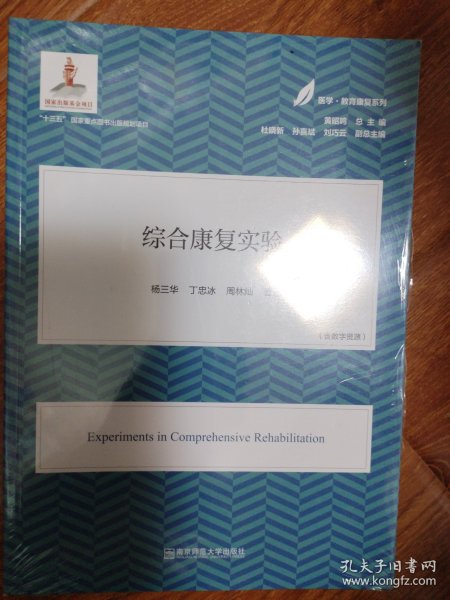 国家出版基金项目
"十三五"国家重点图书出版规划项目
医学·教育康复系列
黄昭鸣 总主编
杜晓新 孙喜斌 刘巧云 副总主编
综合康复实验
杨三华 丁忠冰 周林灿
（含数字资源）
Experiments in Comprehensive Rehabilitation
南京师范大学出版社
孔夫子旧书网
www.kongfz.com